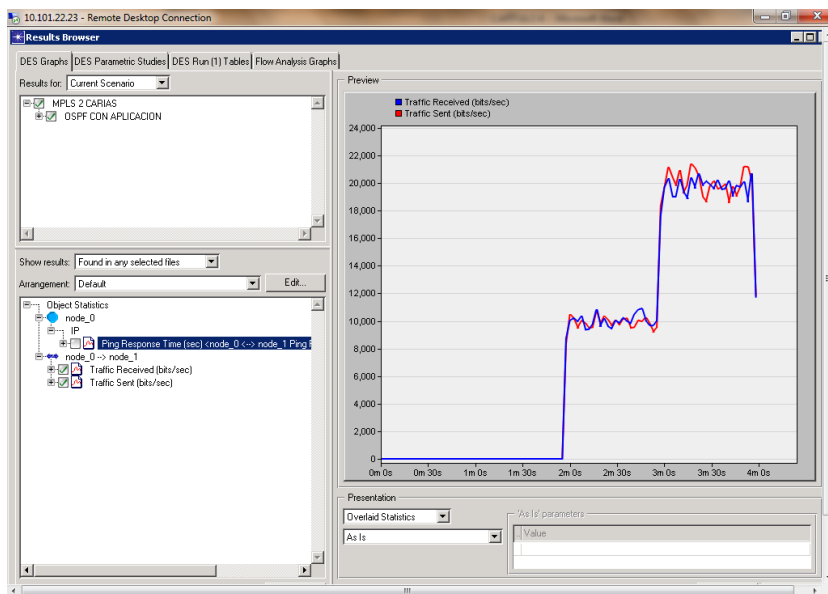 10.101.22.23 - Remote Desktop Connection
Results Browser
DES Graphs DES Parametric Studies DES Run (1) Tables Flow Analysis Graphs
Results for: Current Scenario
MPLS 2 CARIAS
OSPF CON APLICACION
Show results: Found in any selected files
Arrangement: Default Edit...
Object Statistics
node_0
IP
Ping Response Time (sec) <node_0 <-> node_1 Ping
node_0 --> node_1
Traffic Received (bits/sec)
Traffic Sent (bits/sec)
Preview
Traffic Received (bits/sec)
Traffic Sent (bits/sec)
24,000
22,000
20,000
18,000
16,000
14,000
12,000
10,000
8,000
6,000
4,000
2,000
0
0m 0s 0m 30s 1m 0s 1m 30s 2m 0s 2m 30s 3m 0s 3m 30s 4m 0s
Presentation
Overlaid Statistics
As Is
'As Is' parameters
Value